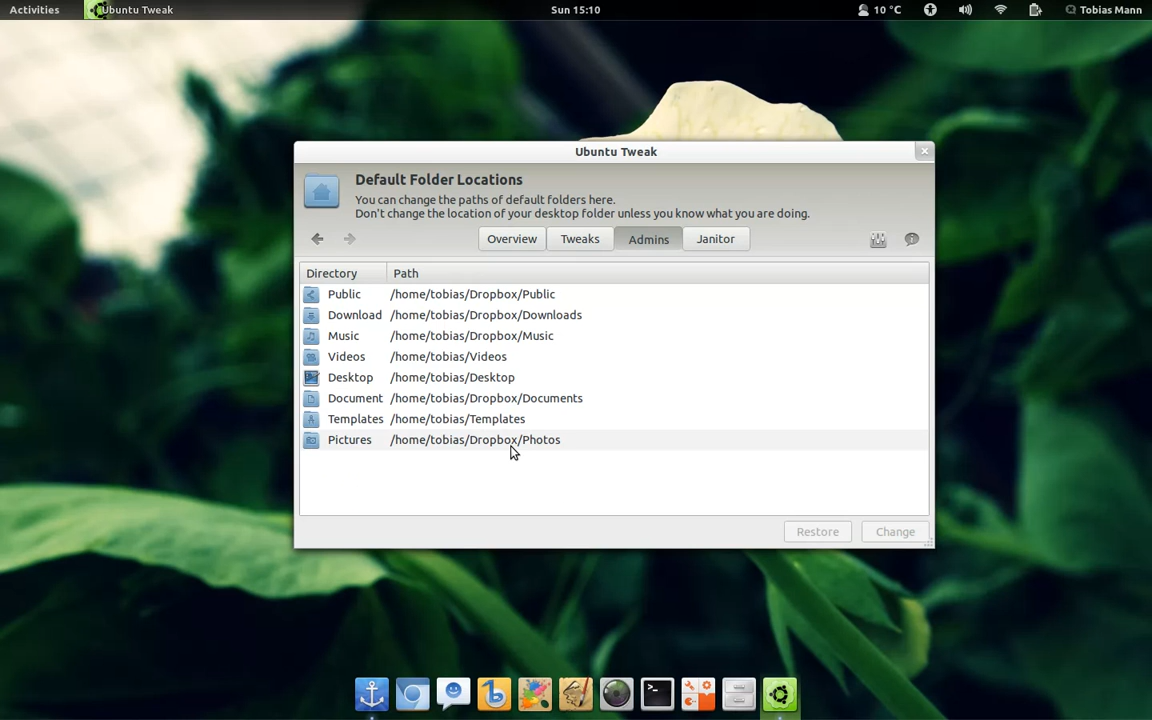 Activities Ubuntu Tweak Sun 15:10 10 °C Tobias Mann
Ubuntu Tweak
Default Folder Locations
You can change the paths of default folders here.
Don't change the location of your desktop folder unless you know what you are doing.
Overview Tweaks Admins Janitor
Directory Path
Public /home/tobias/Dropbox/Public
Download /home/tobias/Dropbox/Downloads
Music /home/tobias/Dropbox/Music
Videos /home/tobias/Videos
Desktop /home/tobias/Desktop
Document /home/tobias/Dropbox/Documents
Templates /home/tobias/Templates
Pictures /home/tobias/Dropbox/Photos
Restore Change